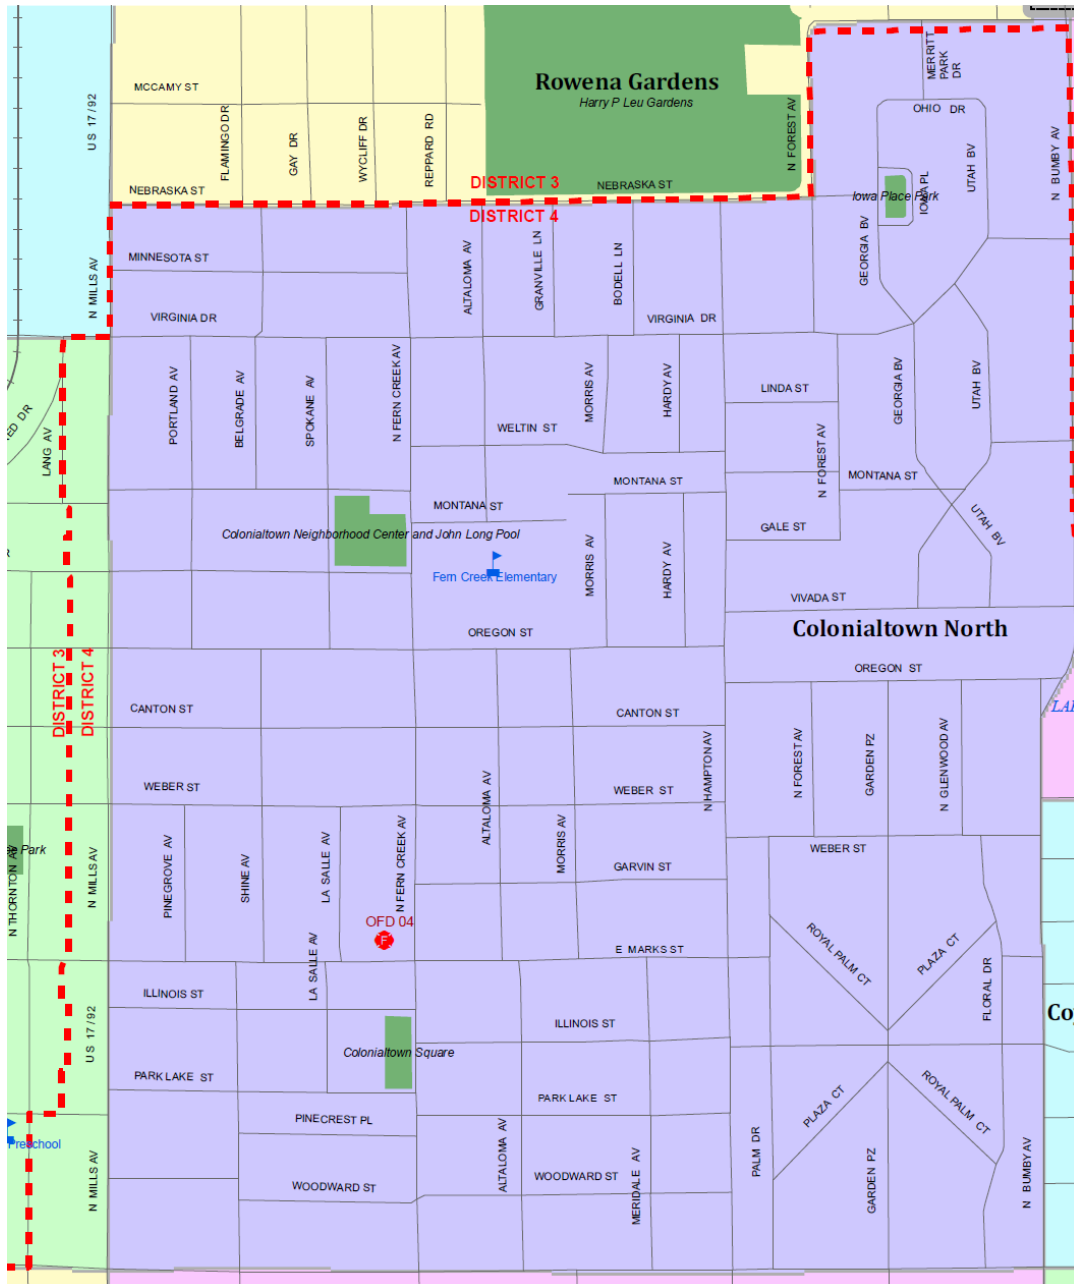 Rowena Gardens
Harry P Leu Gardens
MERRITT
PARK
DR
MCCAMY ST
US 17/92
FLAMINGO DR
GAY DR
WYCLIFF DR
REPPARD RD
N FOREST AV
OHIO DR
UTAH BV
N BUMBY AV
NEBRASKA ST
DISTRICT 3
NEBRASKA ST
DISTRICT 4
Iowa Place Park
IOWA PL
MINNESOTA ST
N MILLS AV
ALTALOMA AV
GRANVILLE LN
BODELL LN
GEORGIA BV
VIRGINIA DR
VIRGINIA DR
PORTLAND AV
BELGRADE AV
SPOKANE AV
N FERN CREEK AV
MORRIS AV
HARDY AV
LINDA ST
GEORGIA BV
UTAH BV
LANG AV
WELTIN ST
N FOREST AV
MONTANA ST
MONTANA ST
MONTANA ST
GALE ST
UTAH BV
Colonialtown Neighborhood Center and John Long Pool
Fern Creek Elementary
MORRIS AV
HARDY AV
VIVADA ST
OREGON ST
Colonialtown North
DISTRICT 3
DISTRICT 4
OREGON ST
CANTON ST
CANTON ST
WEBER ST
WEBER ST
N HAMPTON AV
N FOREST AV
GARDEN PZ
N GLENWOOD AV
ALTALOMA AV
MORRIS AV
WEBER ST
GARVIN ST
Park
N THORNTON AV
N MILLS AV
PINEGROVE AV
SHINE AV
LA SALLE AV
N FERN CREEK AV
OFD 04
F
E MARKS ST
ROYAL PALM CT
PLAZA CT
FLORAL DR
LA SALLE AV
ILLINOIS ST
ILLINOIS ST
US 17/92
Colonialtown Square
PARK LAKE ST
PARK LAKE ST
PLAZA CT
ROYAL PALM CT
PINECREST PL
Preschool
N MILLS AV
WOODWARD ST
ALTALOMA AV
WOODWARD ST
MERIDALE AV
PALM DR
GARDEN PZ
N BUMBY AV